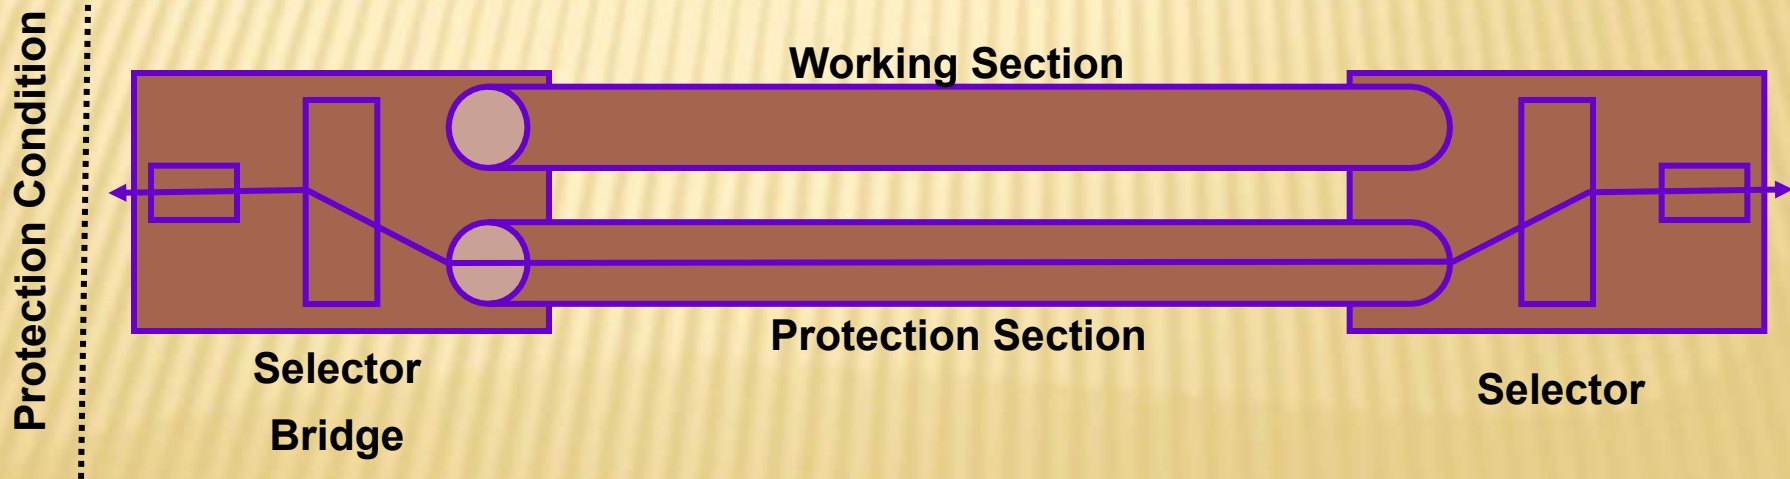 Protection Condition
Working Section
Protection Section
Selector
Bridge
Selector